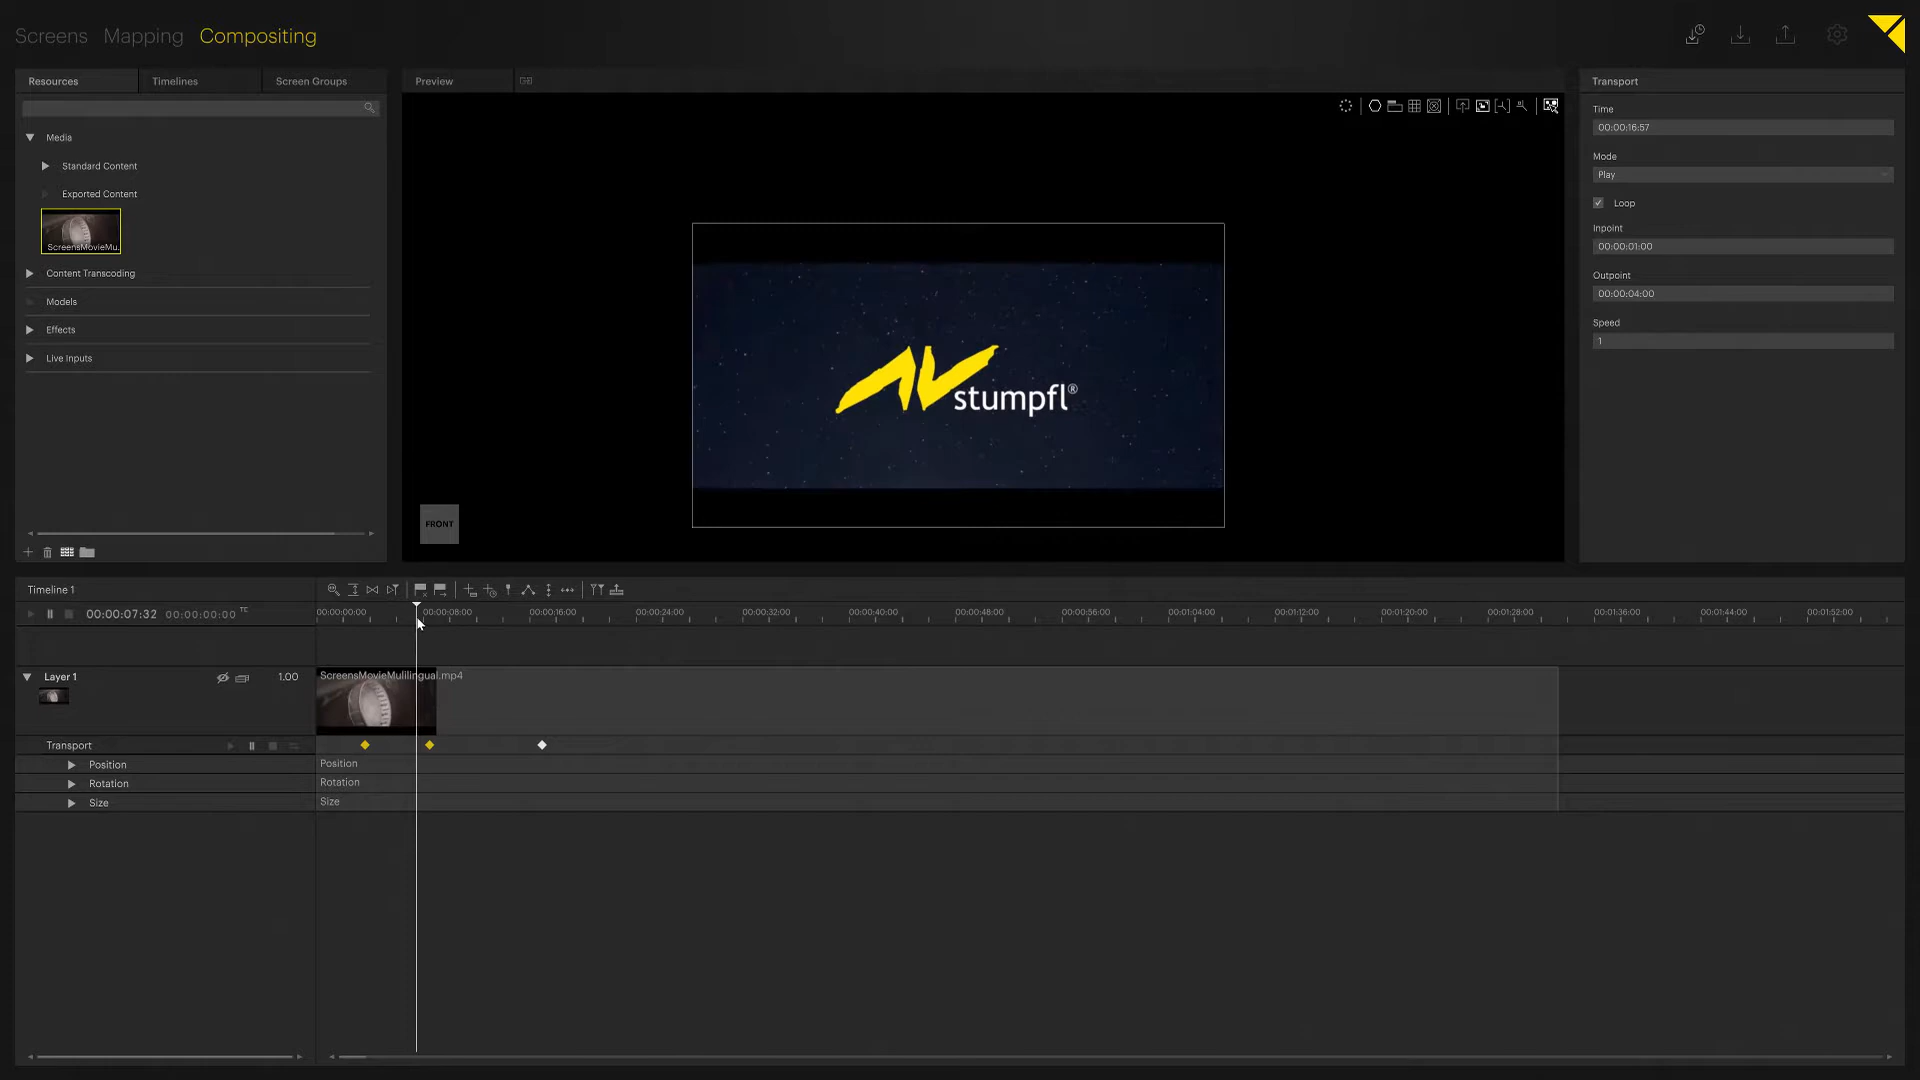 Screens Mapping Compositing
Resources Timelines Screen Groups
Media
Standard Content
Exported Content
ScreensMovieMu..
Content Transcoding
Models
Effects
Live Inputs
Preview
AV stumpfl®
FRONT
Transport
Time
00:00:16:57
Mode
Play
Loop
Inpoint
00:00:01:00
Outpoint
00:00:04:00
Speed
1
Timeline 1
00:00:07:32 00:00:00:00 TC
00:00:00:00 00:00:08:00 00:00:16:00 00:00:24:00 00:00:32:00 00:00:40:00 00:00:48:00 00:00:56:00 00:01:04:00 00:01:12:00 00:01:20:00 00:01:28:00 00:01:36:00 00:01:44:00 00:01:52:00
Layer 1 1.00
ScreensMovieMulilingual.mp4
Transport
Position Position
Rotation Rotation
Size Size